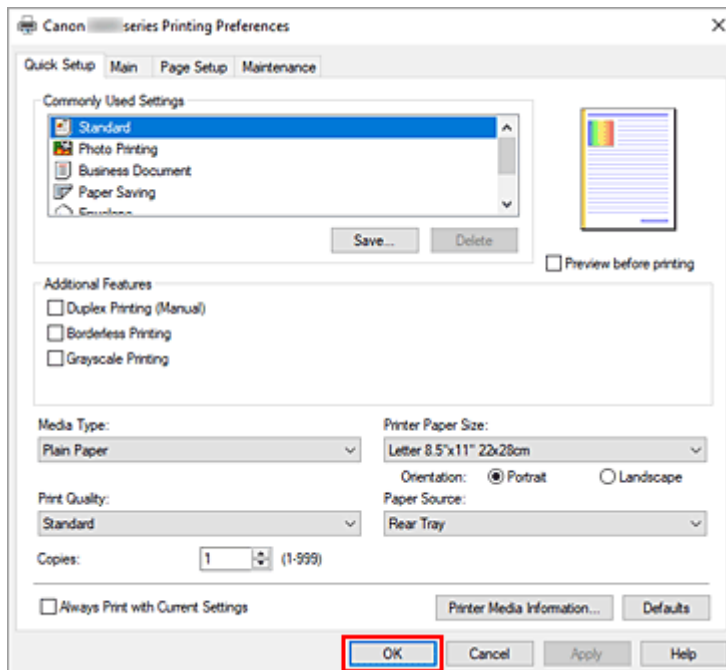 Canon series Printing Preferences
Quick Setup Main Page Setup Maintenance
Commonly Used Settings
Standard
Photo Printing
Business Document
Paper Saving
Envelope
Save... Delete
Preview before printing
Additional Features
Duplex Printing (Manual)
Borderless Printing
Grayscale Printing
Media Type:
Plain Paper
Printer Paper Size:
Letter 8.5"x11" 22x28cm
Orientation: Portrait Landscape
Print Quality:
Standard
Paper Source:
Rear Tray
Copies: 1 (1-999)
Always Print with Current Settings
Printer Media Information... Defaults
OK Cancel Apply Help